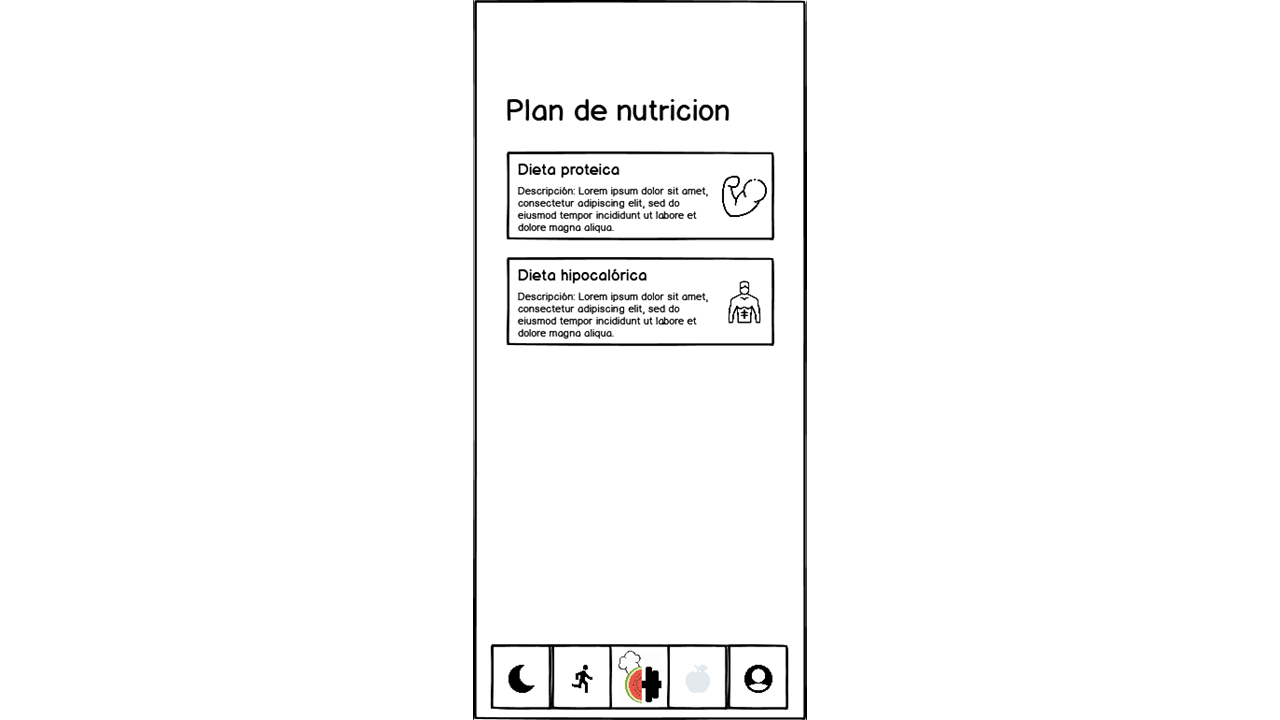 Plan de nutricion
Dieta proteica
Descripción: Lorem ipsum dolor sit amet,
consectetur adipiscing elit, sed do
eiusmod tempor incididunt ut labore et
dolore magna aliqua.
Dieta hipocalórica
Descripción: Lorem ipsum dolor sit amet,
consectetur adipiscing elit, sed do
eiusmod tempor incididunt ut labore et
dolore magna aliqua.